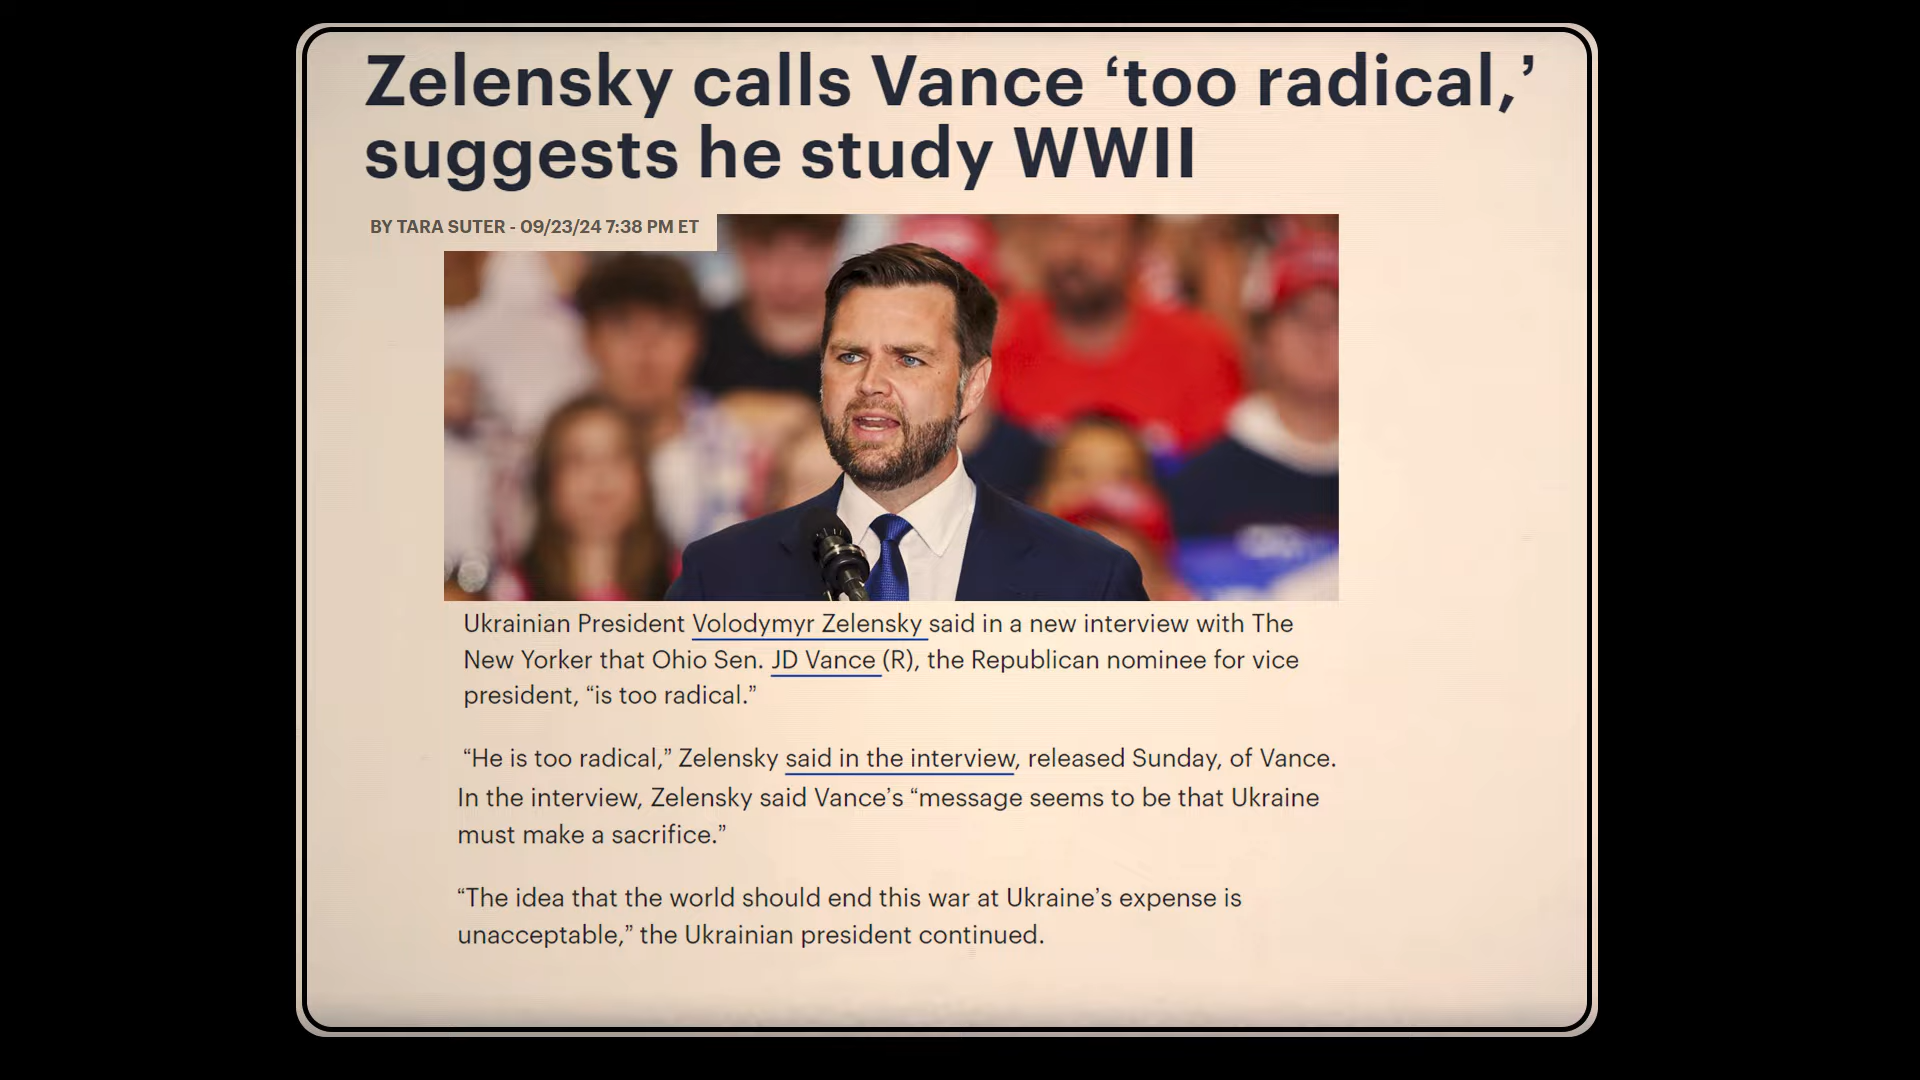 Zelensky calls Vance ‘too radical,’
suggests he study WWII
BY TARA SUTER - 09/23/24 7:38 PM ET
Ukrainian President Volodymyr Zelensky said in a new interview with The
New Yorker that Ohio Sen. JD Vance (R), the Republican nominee for vice
president, “is too radical.”
“He is too radical,” Zelensky said in the interview, released Sunday, of Vance.
In the interview, Zelensky said Vance’s “message seems to be that Ukraine
must make a sacrifice.”
“The idea that the world should end this war at Ukraine’s expense is
unacceptable,” the Ukrainian president continued.